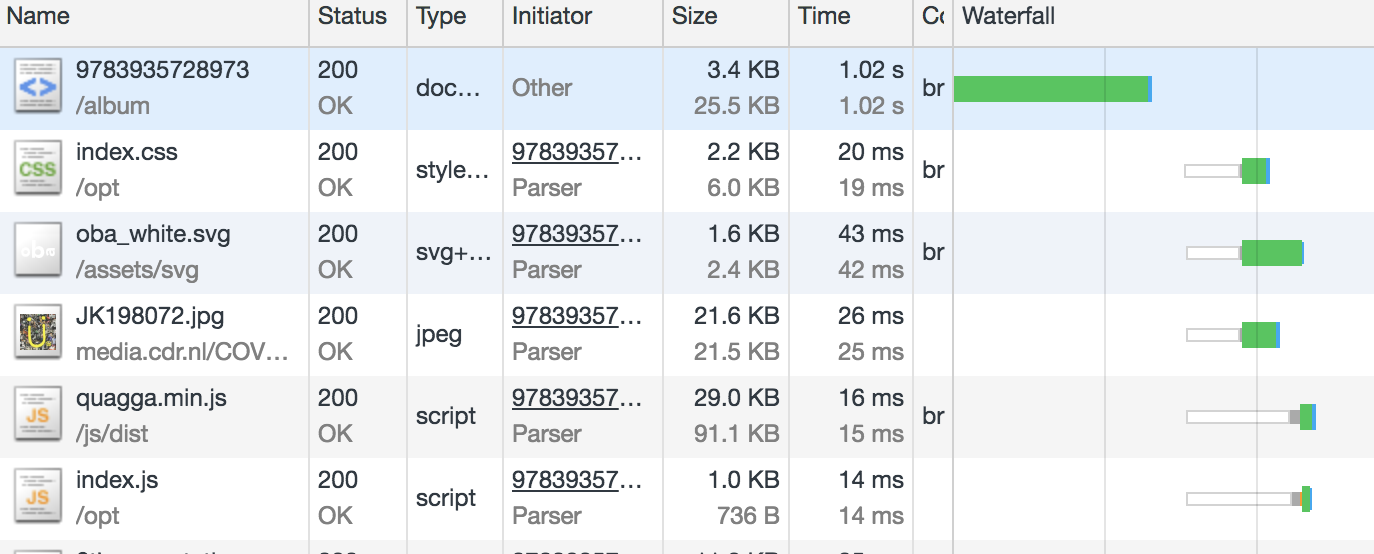 Name Status Type Initiator Size Time Co Waterfall
9783935728973 200 3.4 KB 1.02 s
doc… Other br
/album OK 25.5 KB 1.02 s
index.css 200 97839357… 2.2 KB 20 ms
CSS style… br
/opt OK Parser 6.0 KB 19 ms
oba_white.svg 200 97839357… 1.6 KB 43 ms
oba svg+… br
/assets/svg OK Parser 2.4 KB 42 ms
JK198072.jpg 200 97839357… 21.6 KB 26 ms
U jpeg
media.cdr.nl/COV… OK Parser 21.5 KB 25 ms
quagga.min.js 200 97839357… 29.0 KB 16 ms
JS script br
/js/dist OK Parser 91.1 KB 15 ms
index.js 200 97839357… 1.0 KB 14 ms
JS script
/opt OK Parser 736 B 14 ms